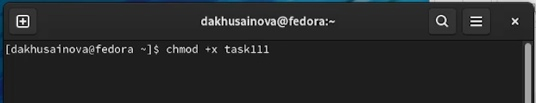 dakhusainova@fedora:~
[dakhusainova@fedora ~]$ chmod +x task111